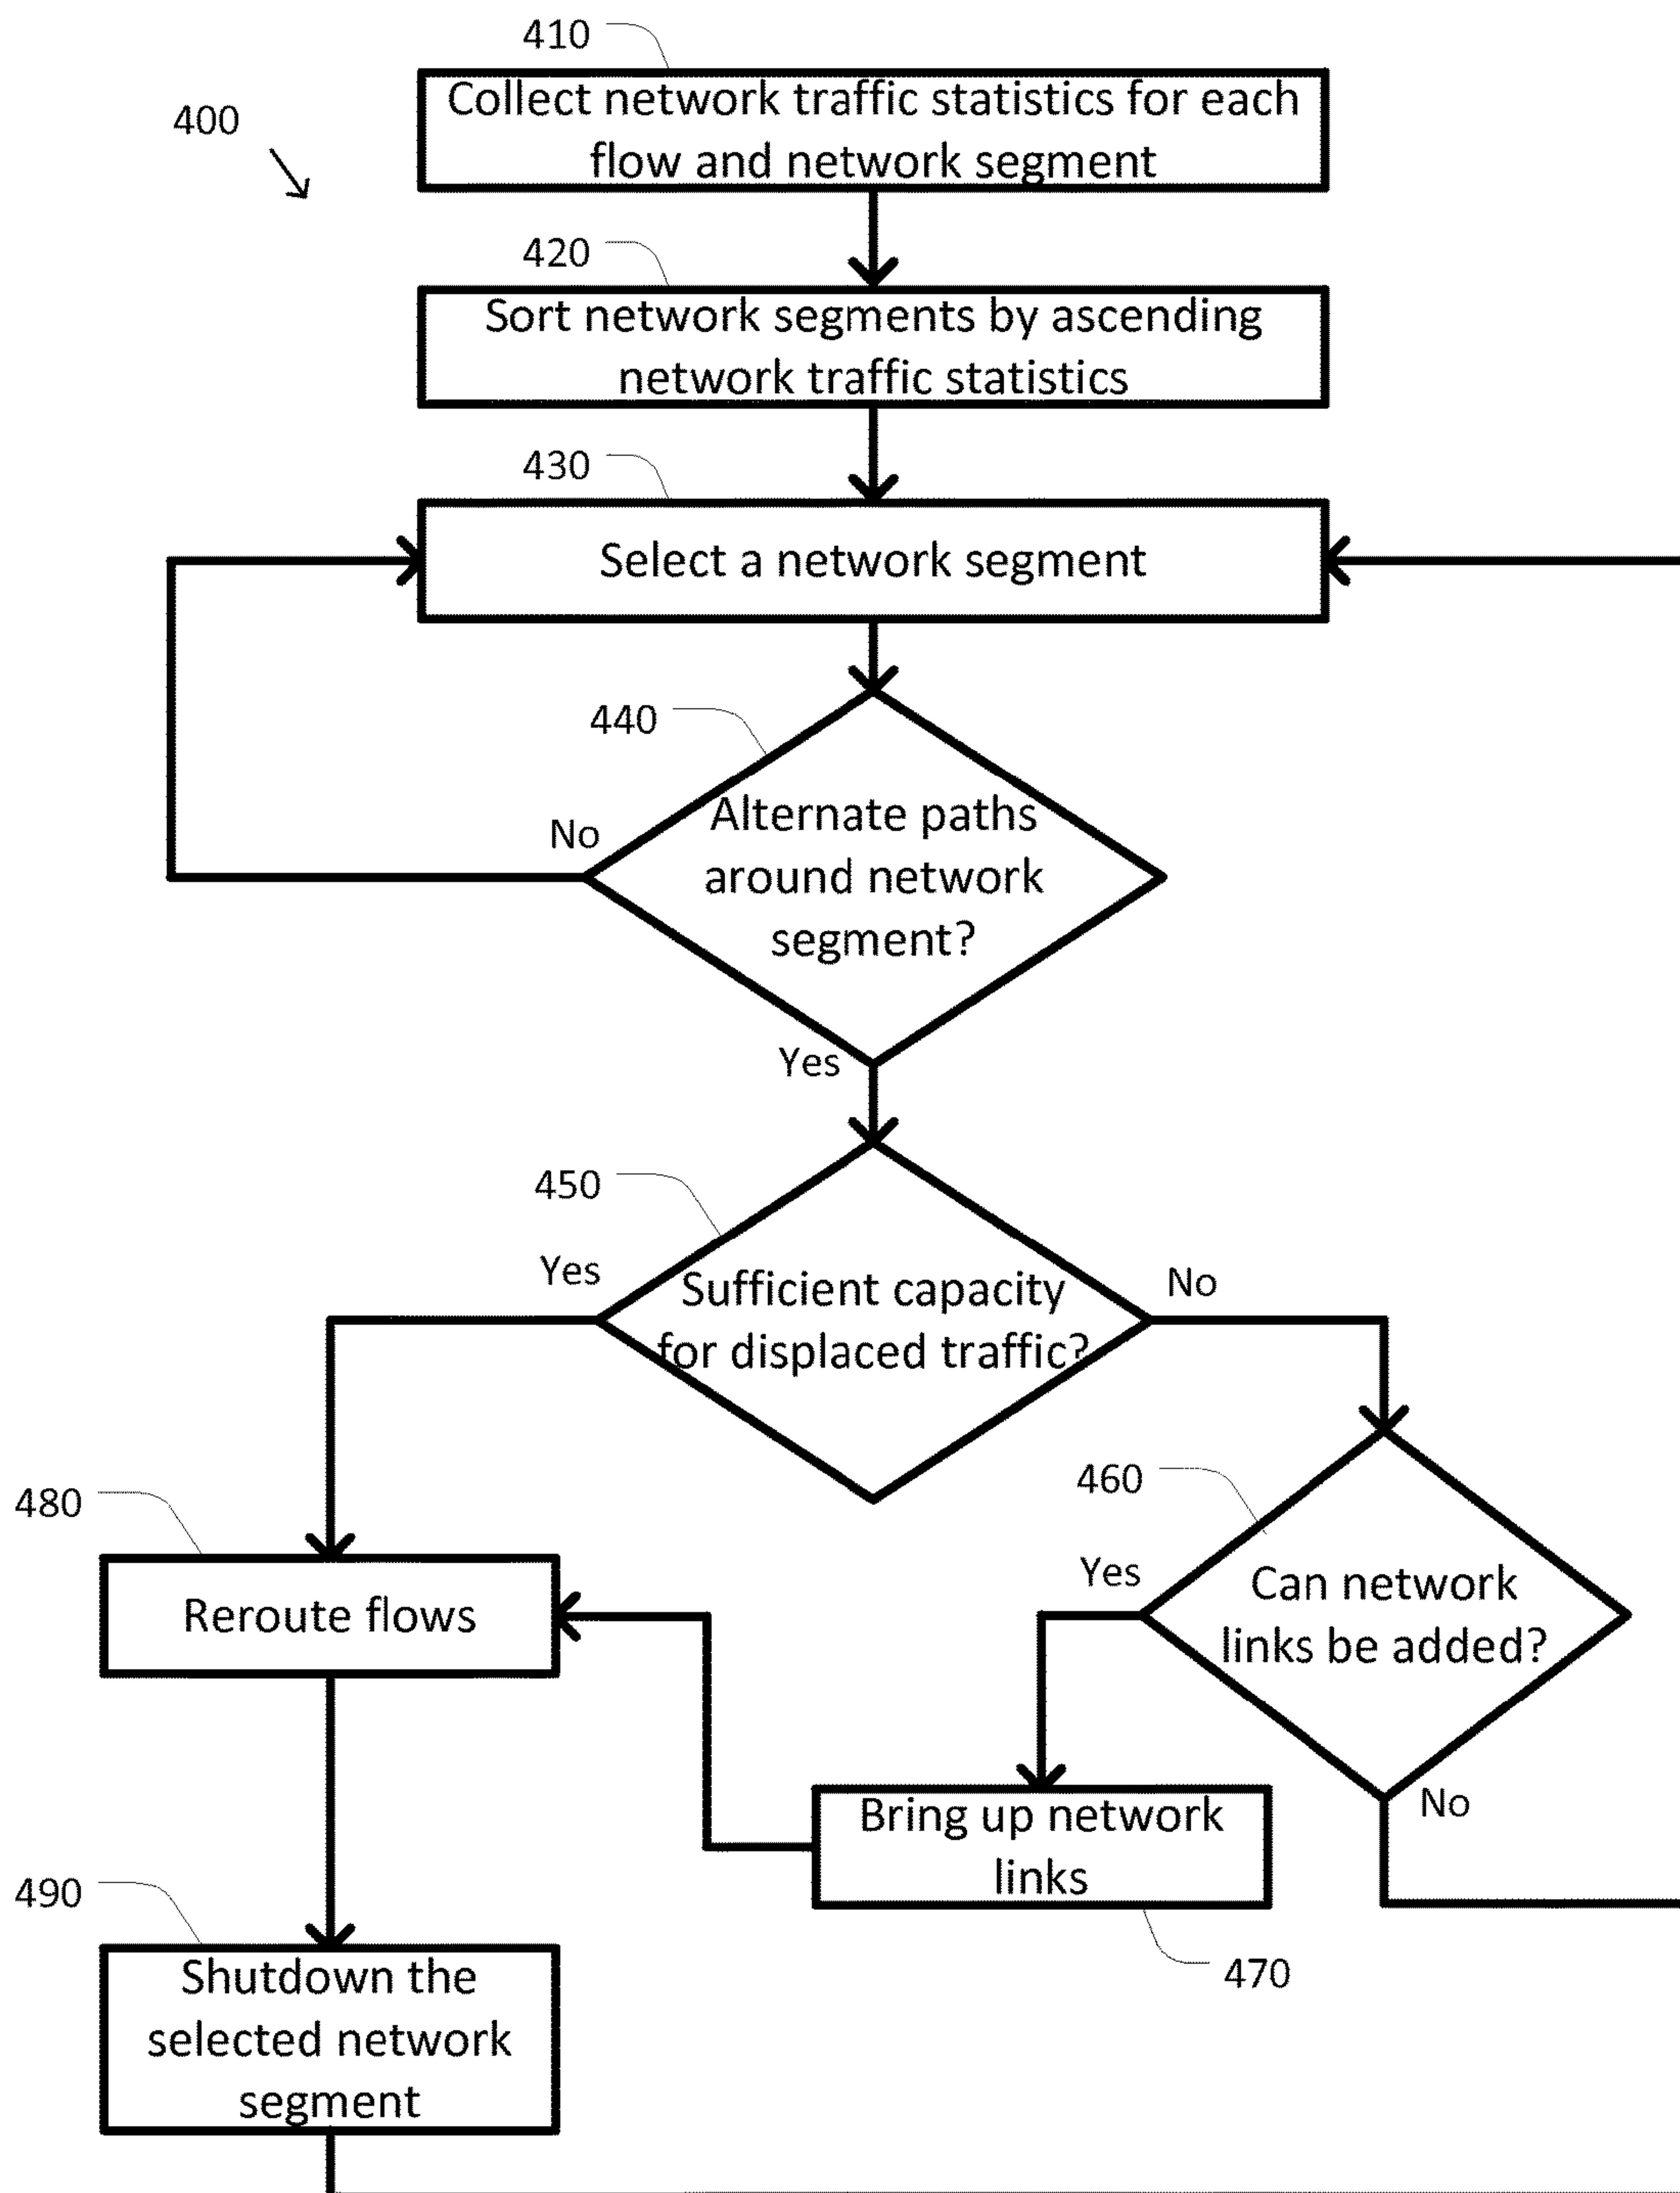 410
Collect network traffic statistics for each
flow and network segment
400
420
Sort network segments by ascending
network traffic statistics
430
Select a network segment
440
Alternate paths
around network
segment?
No
Yes
450
Sufficient capacity
for displaced traffic?
Yes
No
460
Can network
links be added?
Yes
No
480
Reroute flows
Bring up network
links
470
490
Shutdown the
selected network
segment